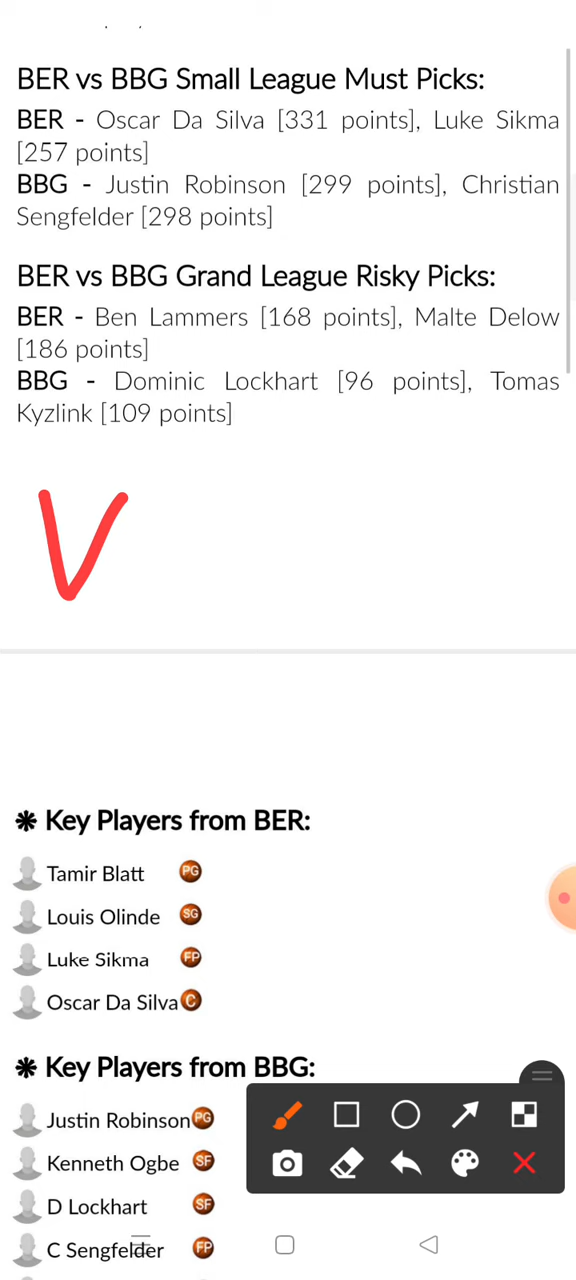 BER vs BBG Small League Must Picks:
BER - Oscar Da Silva [331 points], Luke Sikma
[257 points]
BBG - Justin Robinson [299 points], Christian
Sengfelder [298 points]
BER vs BBG Grand League Risky Picks:
BER - Ben Lammers [168 points], Malte Delow
[186 points]
BBG - Dominic Lockhart [96 points], Tomas
Kyzlink [109 points]
V
✱ Key Players from BER:
Tamir Blatt PG
Louis Olinde SG
Luke Sikma FP
Oscar Da Silva C
✱ Key Players from BBG:
Justin Robinson PG
Kenneth Ogbe SF
D Lockhart SF
C Sengfelder FP